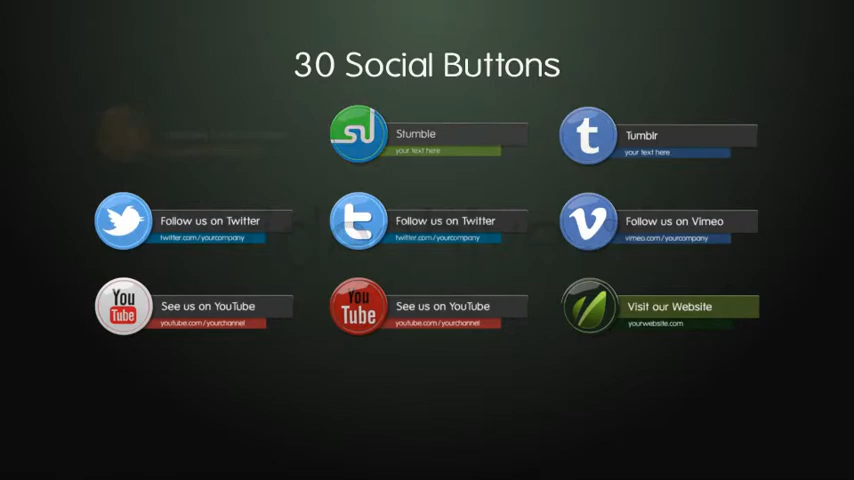 30 Social Buttons
Stumble
your text here
t
Tumblr
your text here
Follow us on Twitter
twitter.com/yourcompany
t
Follow us on Twitter
twitter.com/yourcompany
v
Follow us on Vimeo
vimeo.com/yourcompany
You
Tube
See us on YouTube
youtube.com/yourchannel
You
Tube
See us on YouTube
youtube.com/yourchannel
Visit our Website
yourwebsite.com